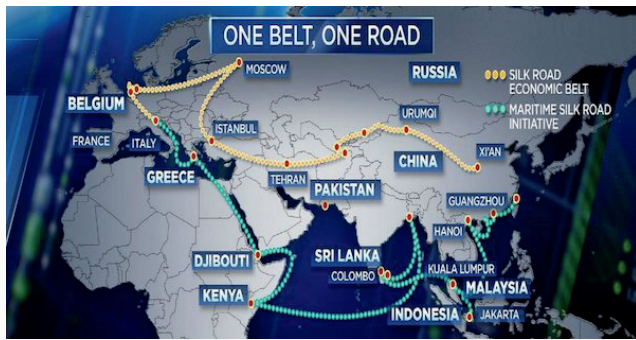 ONE BELT, ONE ROAD
MOSCOW
RUSSIA
SILK ROAD
ECONOMIC BELT
MARITIME SILK ROAD
INITIATIVE
BELGIUM
URUMQI
ISTANBUL
FRANCE
ITALY
XI'AN
CHINA
GREECE
TEHRAN
PAKISTAN
GUANGZHOU
HANOI
DJIBOUTI
SRI LANKA
COLOMBO
KUALA LUMPUR
MALAYSIA
KENYA
INDONESIA
JAKARTA